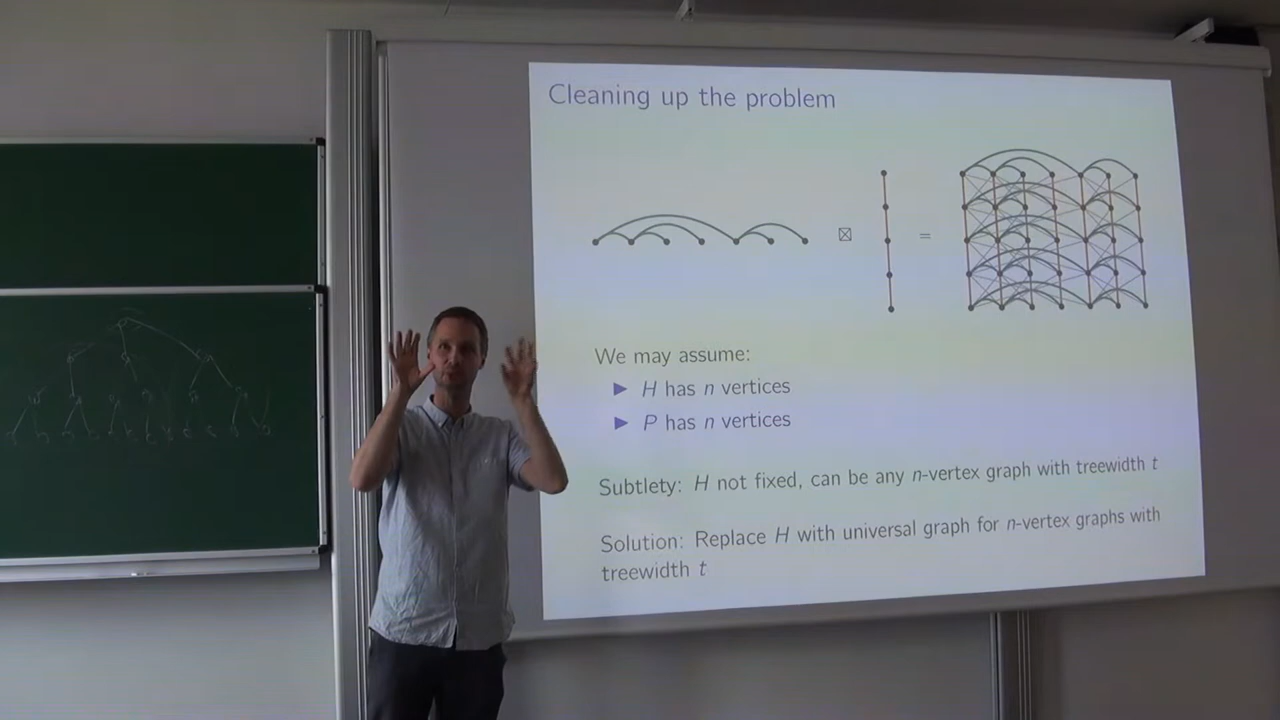 Cleaning up the problem
⊠ =
We may assume:
▶ H has n vertices
▶ P has n vertices
Subtlety: H not fixed, can be any n-vertex graph with treewidth t
Solution: Replace H with universal graph for n-vertex graphs with
treewidth t